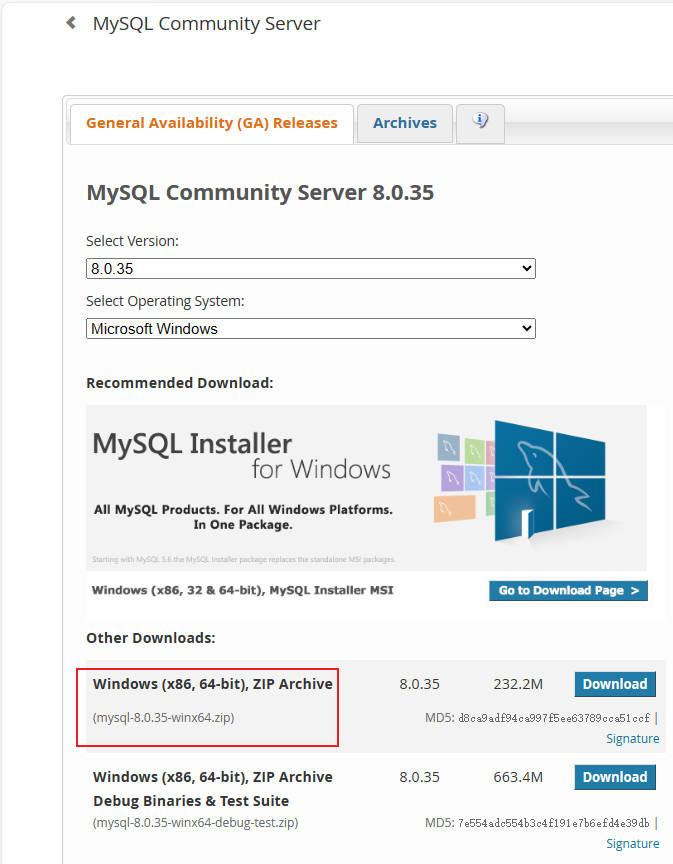 MySQL Community Server
General Availability (GA) Releases
Archives
MySQL Community Server 8.0.35
Select Version:
8.0.35
Select Operating System:
Microsoft Windows
Recommended Download:
MySQL Installer
for Windows
All MySQL Products. For All Windows Platforms.
In One Package.
Starting with MySQL 5.6 the MySQL Installer package replaces the standalone MSI packages.
Windows (x86, 32 & 64-bit), MySQL Installer MSI
Go to Download Page >
Other Downloads:
Windows (x86, 64-bit), ZIP Archive 8.0.35 232.2M Download
(mysql-8.0.35-winx64.zip) MD5: d8ca9adf94ca997f5ee63789cca51ccf |
Signature
Windows (x86, 64-bit), ZIP Archive 8.0.35 663.4M Download
Debug Binaries & Test Suite
(mysql-8.0.35-winx64-debug-test.zip) MD5: 7e554adc554b3c4f191e7b6efd4e39db |
Signature